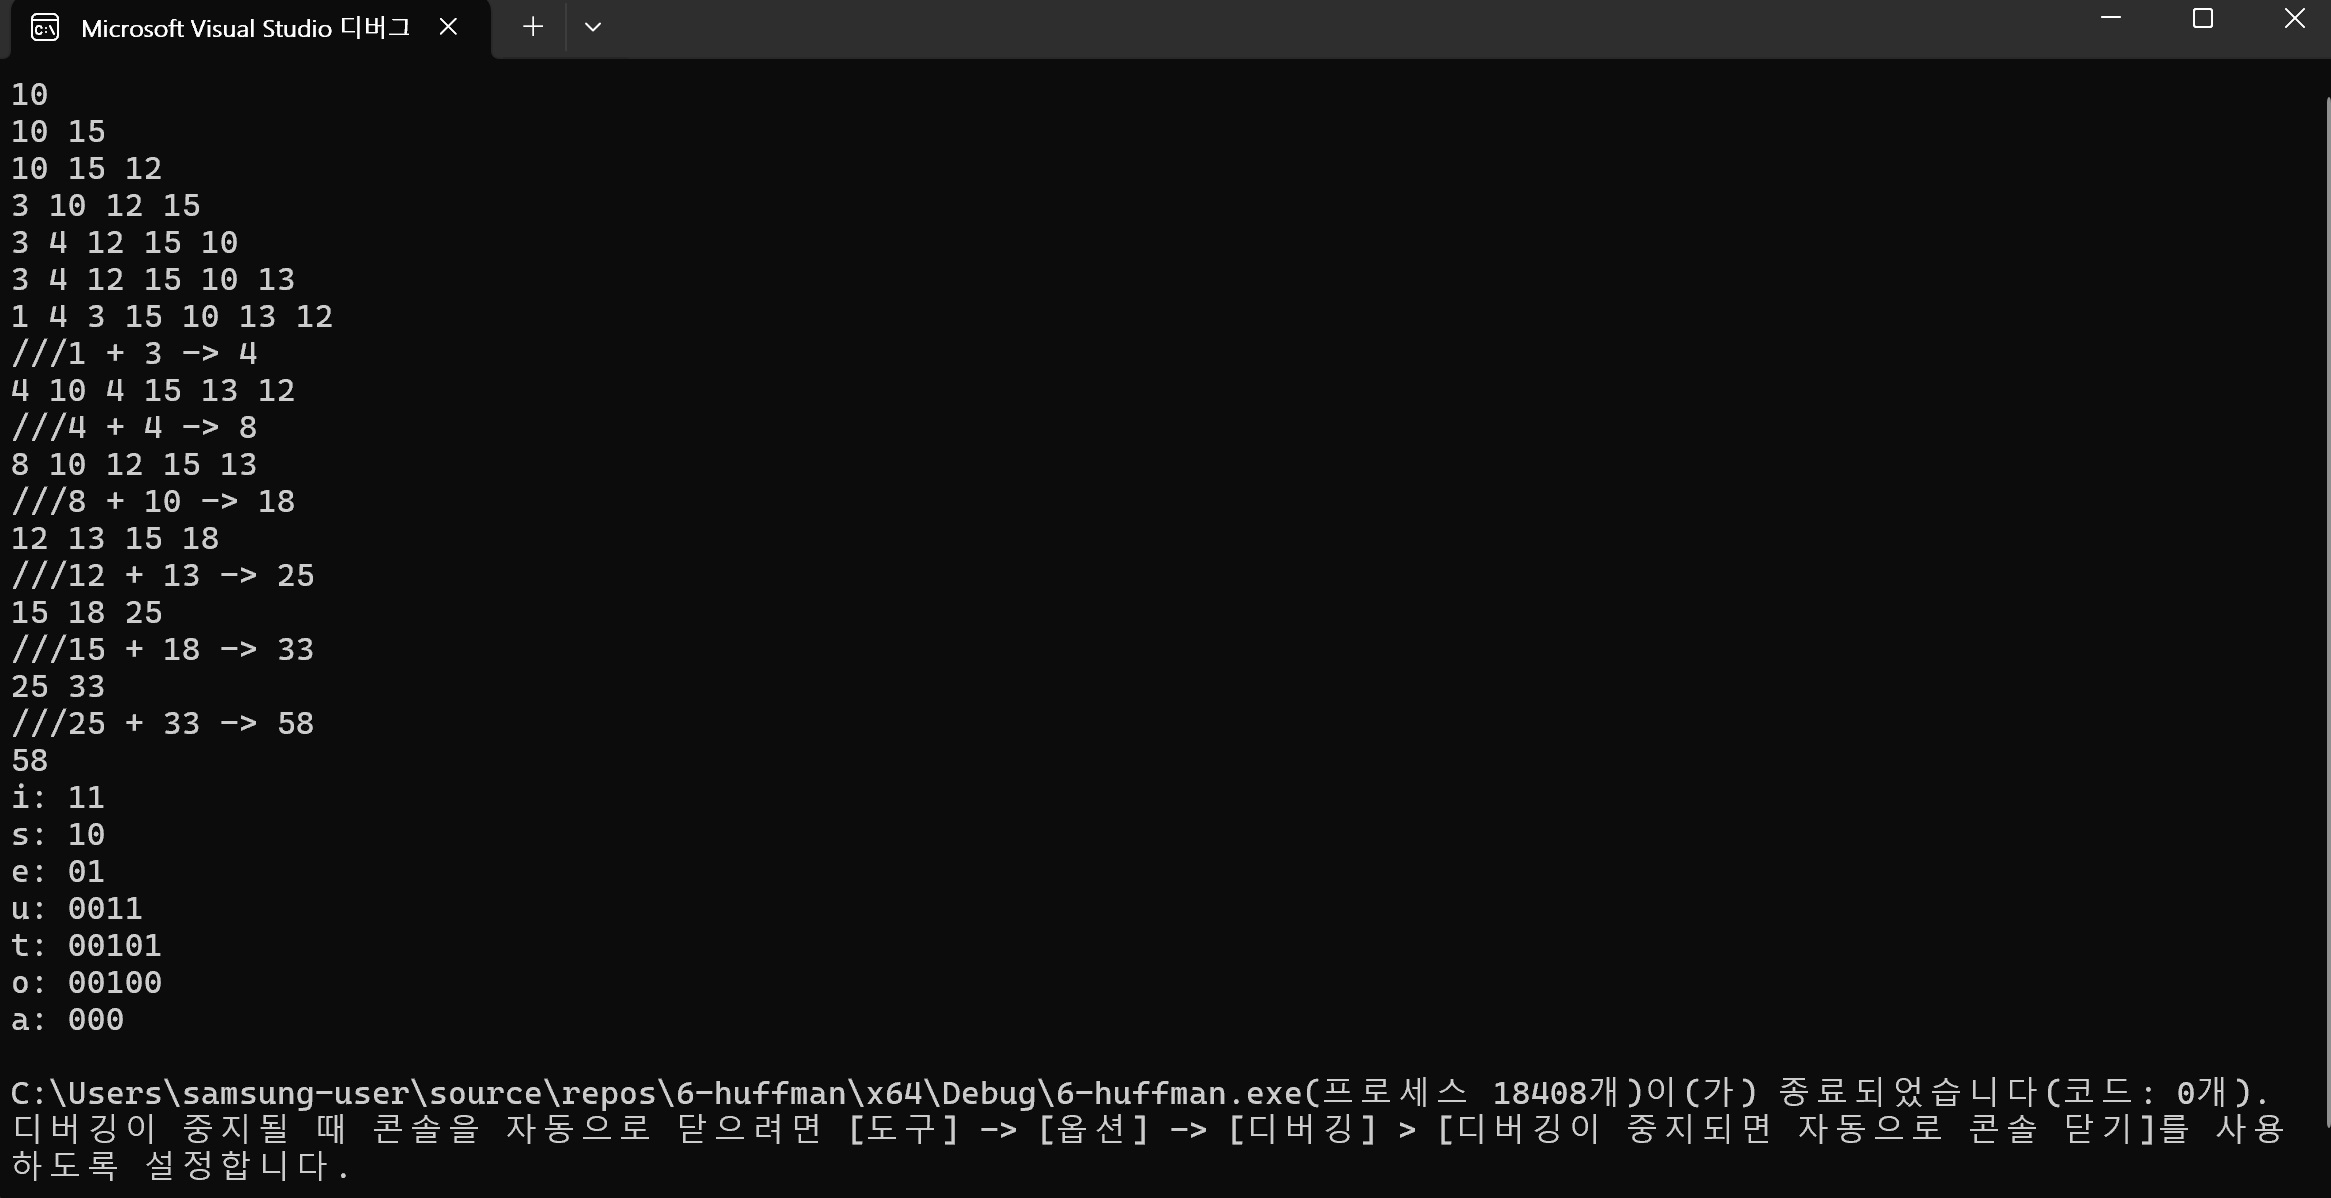 Microsoft Visual Studio 디버그
10
10 15
10 15 12
3 10 12 15
3 4 12 15 10
3 4 12 15 10 13
1 4 3 15 10 13 12
///1 + 3 -> 4
4 10 4 15 13 12
///4 + 4 -> 8
8 10 12 15 13
///8 + 10 -> 18
12 13 15 18
///12 + 13 -> 25
15 18 25
///15 + 18 -> 33
25 33
///25 + 33 -> 58
58
i: 11
s: 10
e: 01
u: 0011
t: 00101
o: 00100
a: 000
C:\Users\samsung-user\source\repos\6-huffman\x64\Debug\6-huffman.exe(프로세스 18408개)이(가) 종료되었습니다(코드: 0개).
디버깅이 중지될 때 콘솔을 자동으로 닫으려면 [도구] -> [옵션] -> [디버깅] > [디버깅이 중지되면 자동으로 콘솔 닫기]를 사용
하도록 설정합니다.